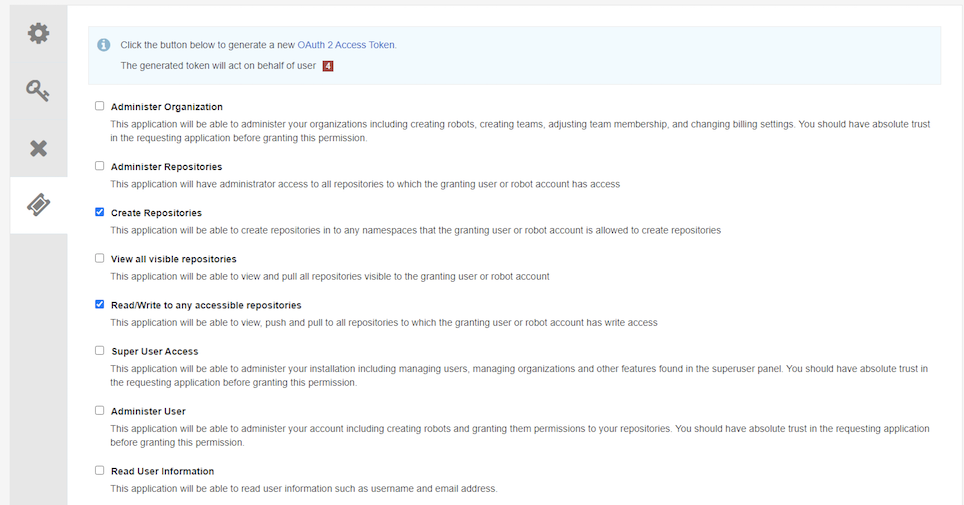 Click the button below to generate a new OAuth 2 Access Token.
The generated token will act on behalf of user 4
Administer Organization
This application will be able to administer your organizations including creating robots, creating teams, adjusting team membership, and changing billing settings. You should have absolute trust
in the requesting application before granting this permission.
Administer Repositories
This application will have administrator access to all repositories to which the granting user or robot account has access
Create Repositories
This application will be able to create repositories in to any namespaces that the granting user or robot account is allowed to create repositories
View all visible repositories
This application will be able to view and pull all repositories visible to the granting user or robot account
Read/Write to any accessible repositories
This application will be able to view, push and pull to all repositories to which the granting user or robot account has write access
Super User Access
This application will be able to administer your installation including managing users, managing organizations and other features found in the superuser panel. You should have absolute trust in
the requesting application before granting this permission.
Administer User
This application will be able to administer your account including creating robots and granting them permissions to your repositories. You should have absolute trust in the requesting application
before granting this permission.
Read User Information
This application will be able to read user information such as username and email address.